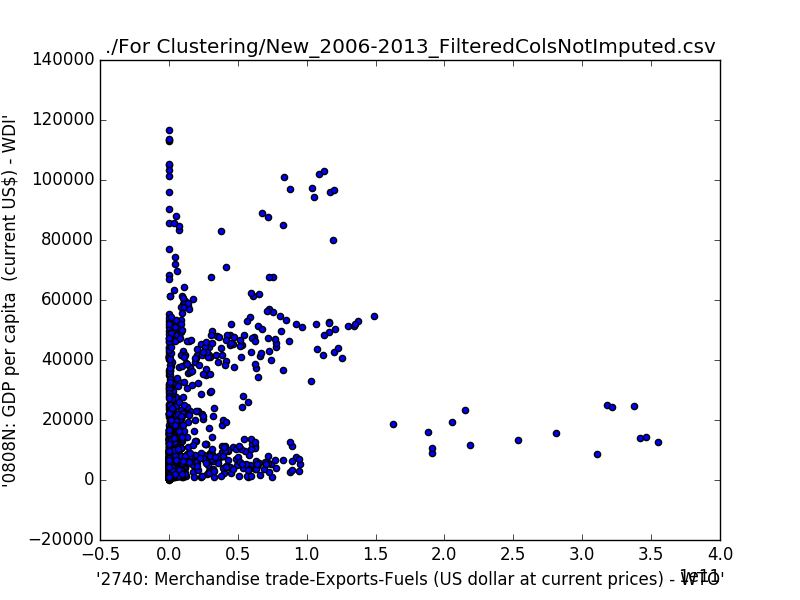 ./For Clustering/New_2006-2013_FilteredColsNotImputed.csv
140000
120000
100000
80000
60000
40000
20000
0
−20000
'0808N: GDP per capita (current US$) - WDI'
−0.5 0.0 0.5 1.0 1.5 2.0 2.5 3.0 3.5 4.0
1e11
'2740: Merchandise trade-Exports-Fuels (US dollar at current prices) - WTO'